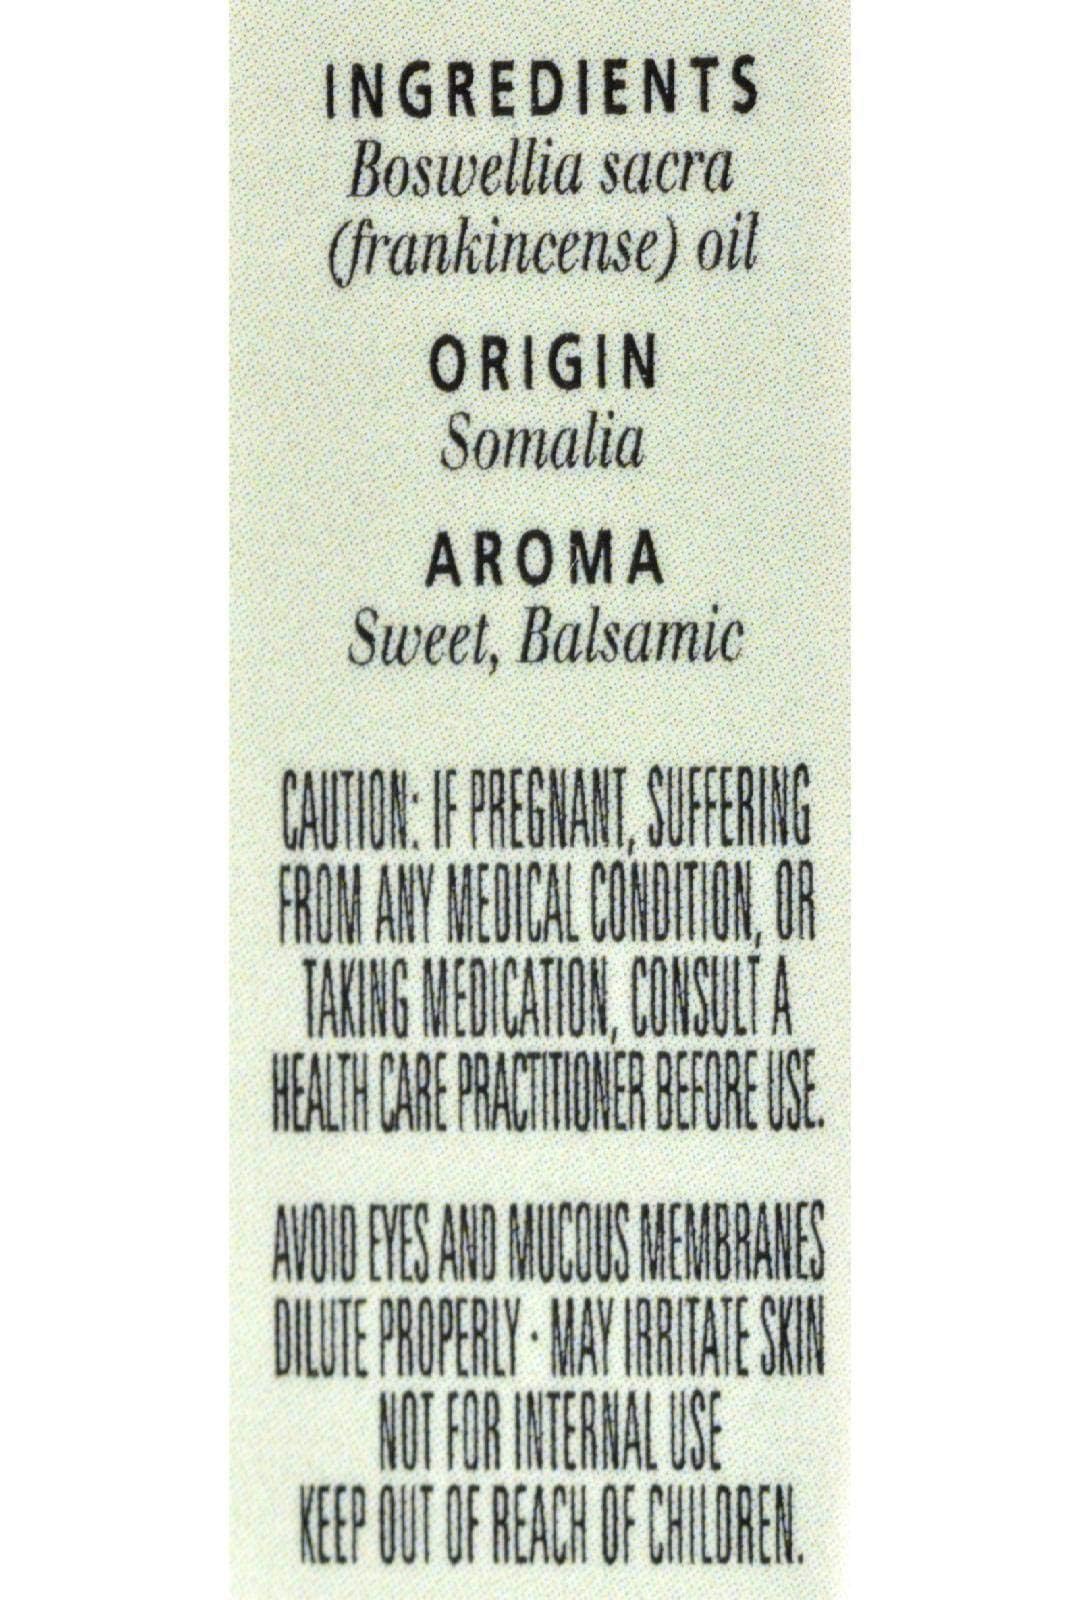 INGREDIENTS
Boswellia sacra
(frankincense) oil
ORIGIN
Somalia
AROMA
Sweet, Balsamic
CAUTION: IF PREGNANT, SUFFERING
FROM ANY MEDICAL CONDITION, OR
TAKING MEDICATION, CONSULT A
HEALTH CARE PRACTITIONER BEFORE USE.
AVOID EYES AND MUCOUS MEMBRANES
DILUTE PROPERLY · MAY IRRITATE SKIN
NOT FOR INTERNAL USE
KEEP OUT OF REACH OF CHILDREN.